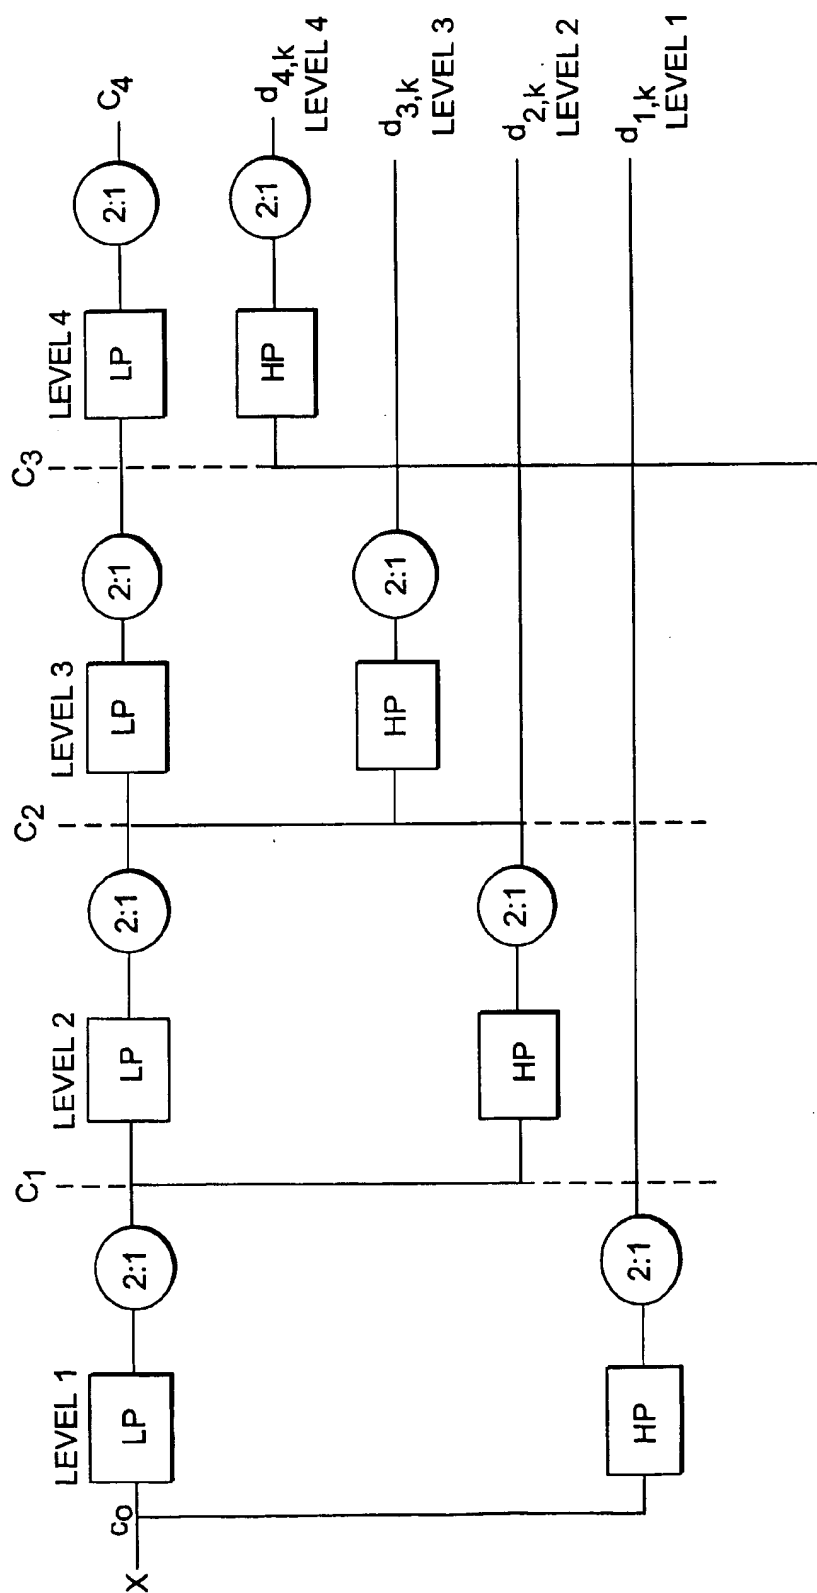 C1
C2
C3
LEVEL 1
LEVEL 2
LEVEL 3
LEVEL 4
X
c0
LP
2:1
LP
2:1
LP
2:1
LP
2:1
C4
HP
2:1
d4,k
LEVEL 4
HP
2:1
d3,k
LEVEL 3
HP
2:1
d2,k
LEVEL 2
HP
2:1
d1,k
LEVEL 1